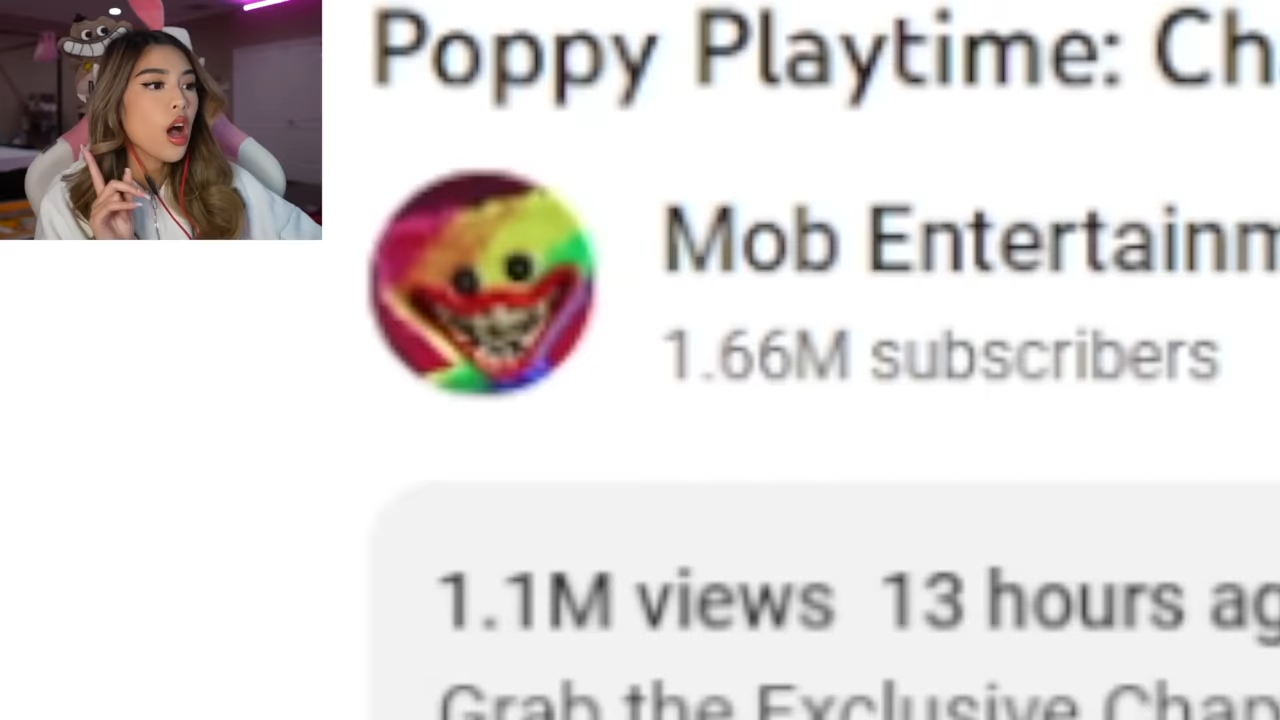 Poppy Playtime: Ch
Mob Entertainm
1.66M subscribers
1.1M views 13 hours ag
Grab the Exclusive Chap